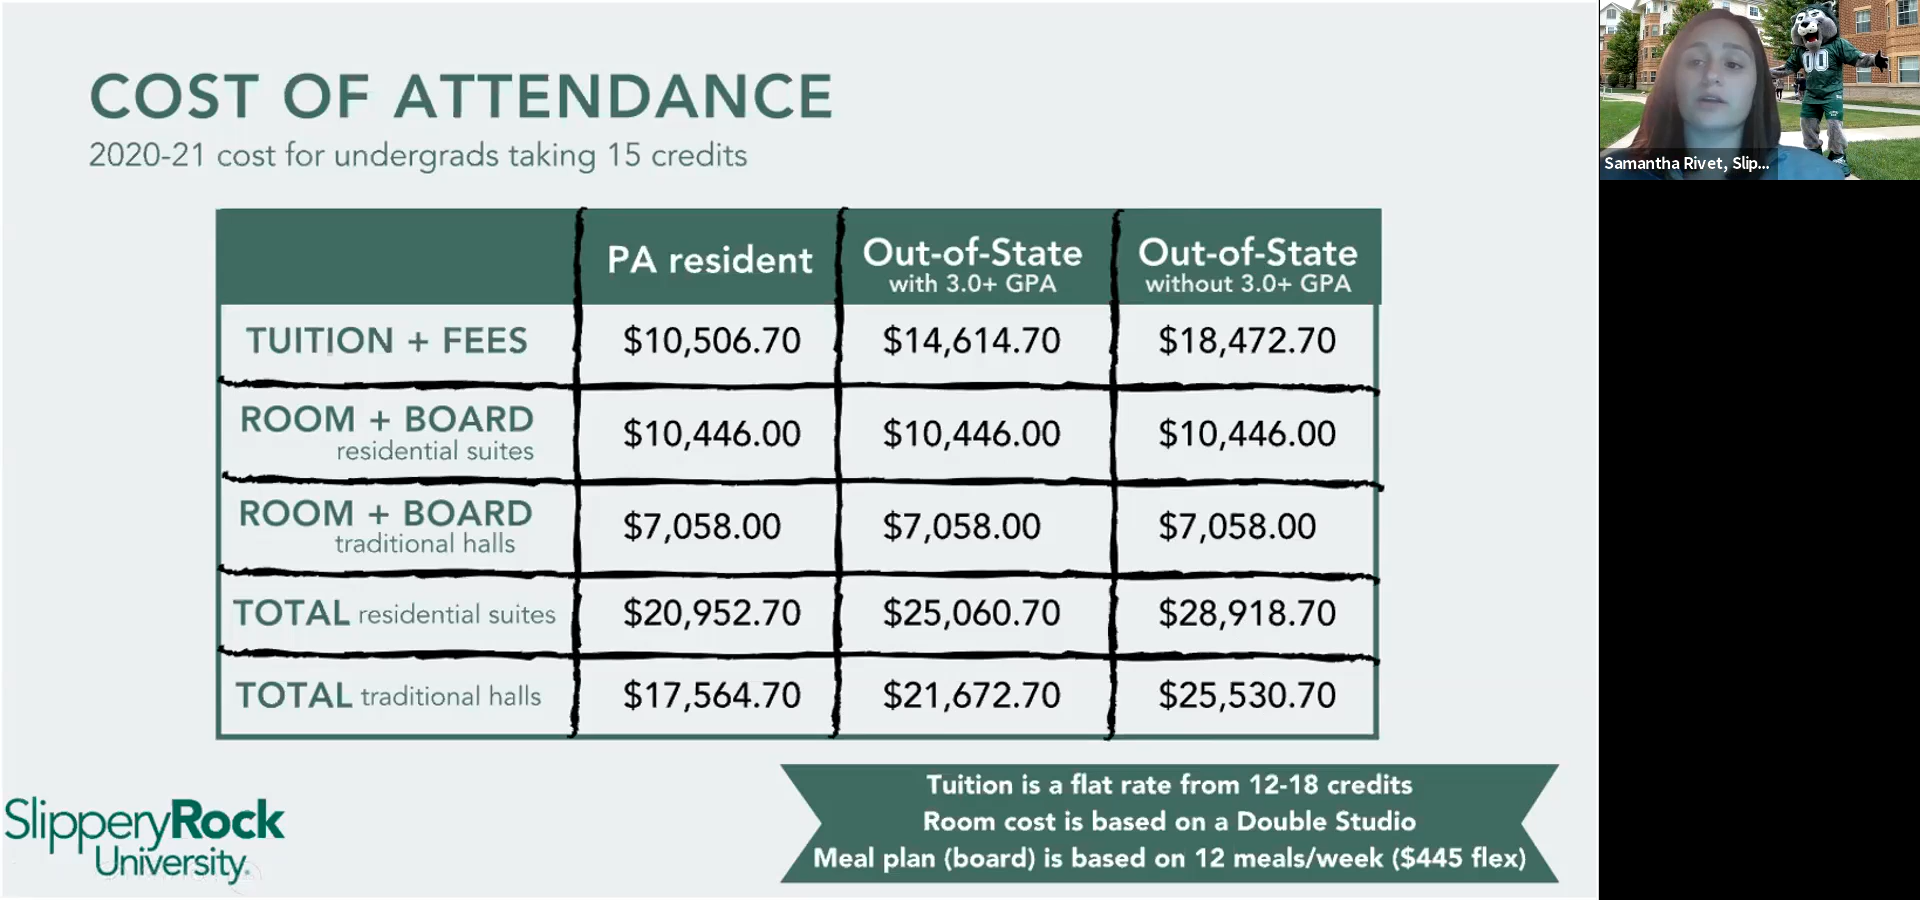 COST OF ATTENDANCE
2020-21 cost for undergrads taking 15 credits
PA resident
Out-of-State
with 3.0+ GPA
Out-of-State
without 3.0+ GPA
TUITION + FEES $10,506.70 $14,614.70 $18,472.70
ROOM + BOARD
residential suites
$10,446.00 $10,446.00 $10,446.00
ROOM + BOARD
traditional halls
$7,058.00 $7,058.00 $7,058.00
TOTAL residential suites $20,952.70 $25,060.70 $28,918.70
TOTAL traditional halls $17,564.70 $21,672.70 $25,530.70
Tuition is a flat rate from 12-18 credits
Room cost is based on a Double Studio
Meal plan (board) is based on 12 meals/week ($445 flex)
SlipperyRock
University
Samantha Rivet, Slip...
00